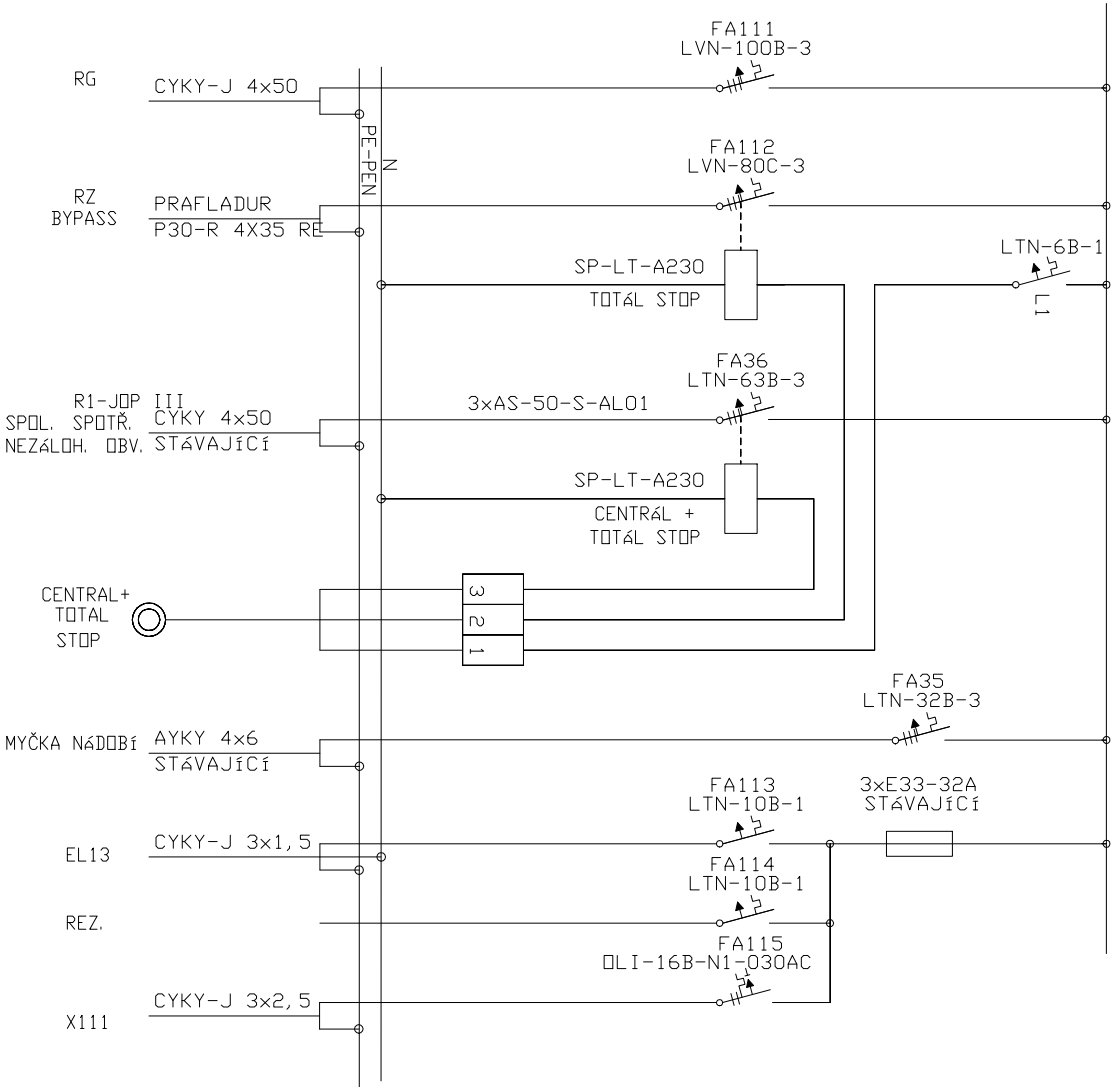 FA111
LVN-100B-3
RG
CYKY-J 4x50
PE-PEN
N
FA112
LVN-80C-3
RZ
BYPASS
PRAFLADUR
P30-R 4X35 RE
LTN-6B-1
L1
SP-LT-A230
TOTÁL STOP
FA36
LTN-63B-3
R1-JOP III
SPOL. SPOTŘ.
NEZÁLOH. OBV.
CYKY 4x50
STÁVAJÍCÍ
3xAS-50-S-AL01
SP-LT-A230
CENTRÁL +
TOTÁL STOP
CENTRAL+
TOTAL
STOP
3
2
1
FA35
LTN-32B-3
MYČKA NÁDOBÍ
AYKY 4x6
STÁVAJÍCÍ
FA113
LTN-10B-1
3xE33-32A
STÁVAJÍCÍ
EL13
CYKY-J 3x1,5
FA114
LTN-10B-1
REZ.
FA115
OLI-16B-N1-030AC
X111
CYKY-J 3x2,5